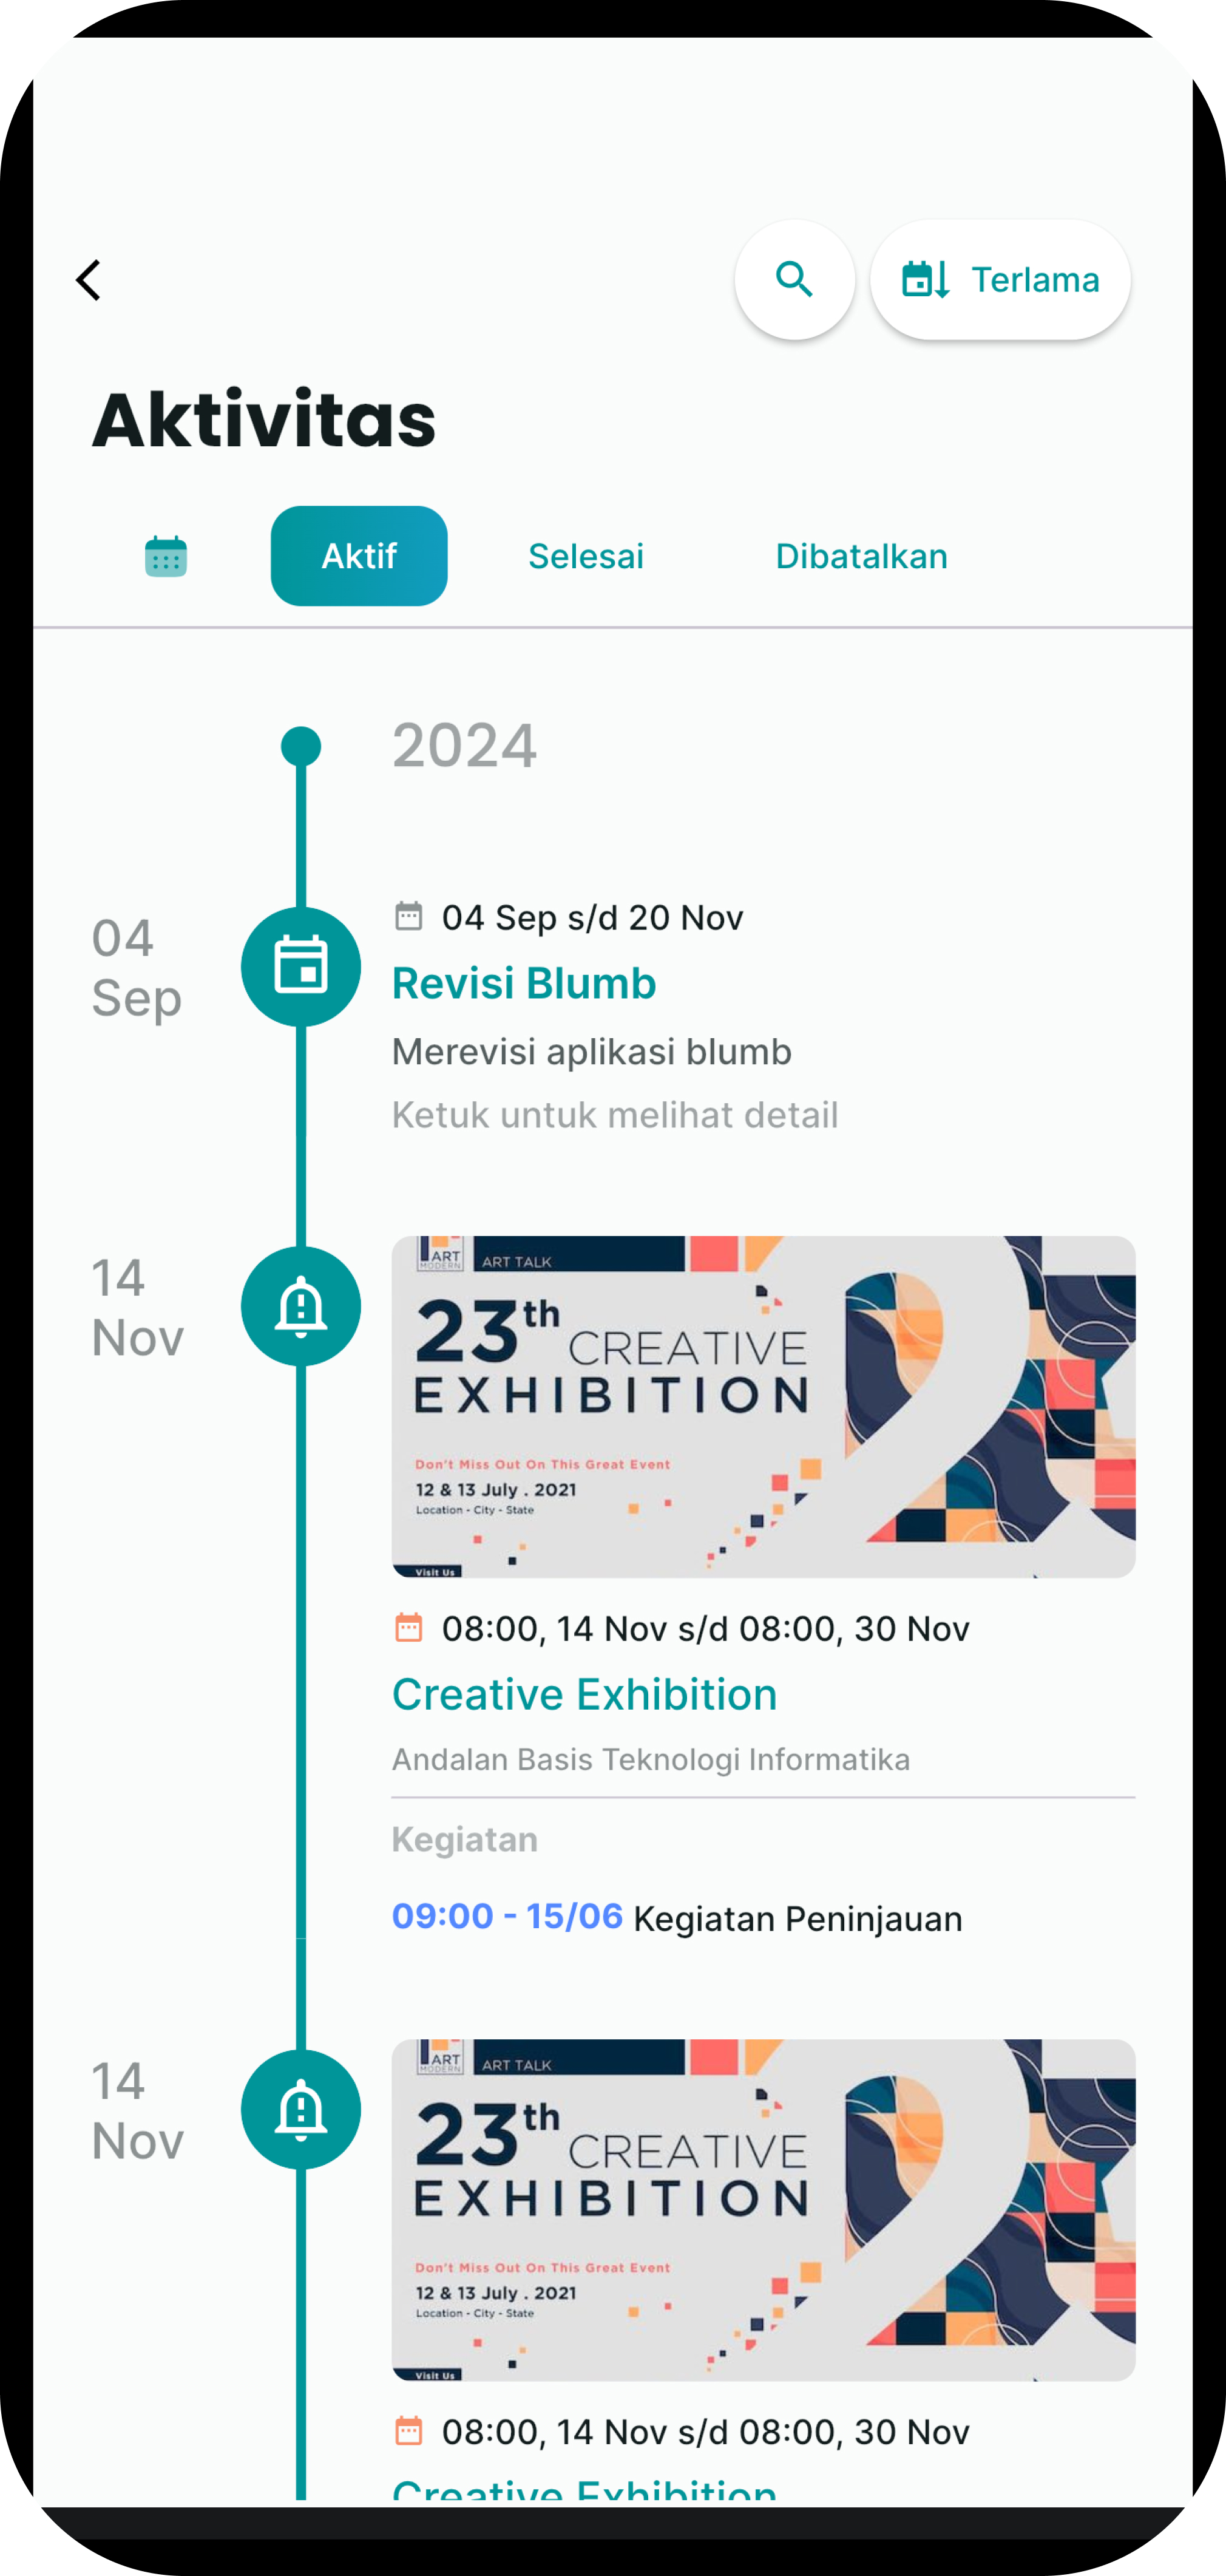 Terlama
Aktivitas
Aktif
Selesai
Dibatalkan
2024
04
Sep
04 Sep s/d 20 Nov
Revisi Blumb
Merevisi aplikasi blumb
Ketuk untuk melihat detail
14
Nov
ART
MODERN
ART TALK
23th CREATIVE
EXHIBITION
Don't Miss Out On This Great Event
12 & 13 July . 2021
Location - City - State
Visit Us
08:00, 14 Nov s/d 08:00, 30 Nov
Creative Exhibition
Andalan Basis Teknologi Informatika
Kegiatan
09:00 - 15/06 Kegiatan Peninjauan
14
Nov
ART
MODERN
ART TALK
23th CREATIVE
EXHIBITION
Don't Miss Out On This Great Event
12 & 13 July . 2021
Location - City - State
Visit Us
08:00, 14 Nov s/d 08:00, 30 Nov
Creative Exhibition